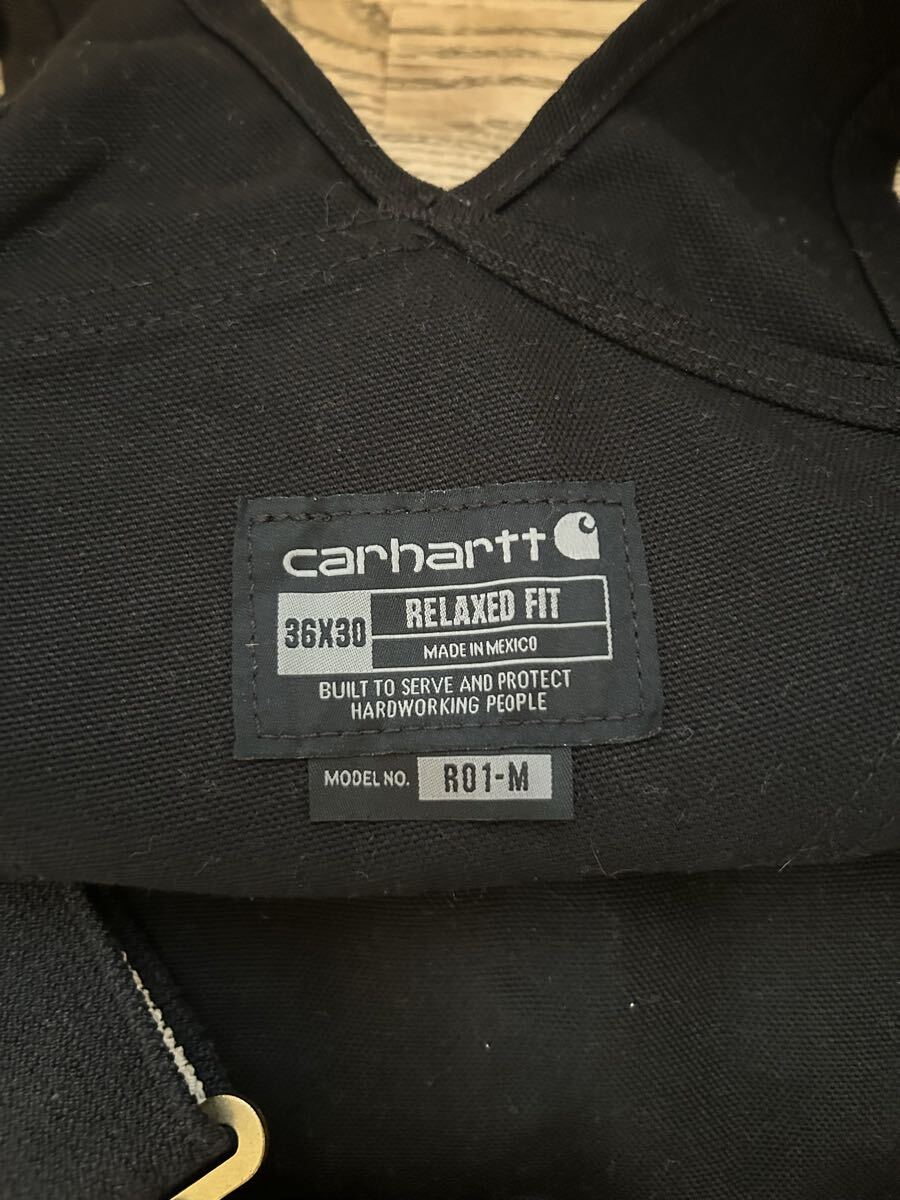 carhartt
36X30
RELAXED FIT
MADE IN MEXICO
BUILT TO SERVE AND PROTECT
HARDWORKING PEOPLE
MODEL NO. R01-M